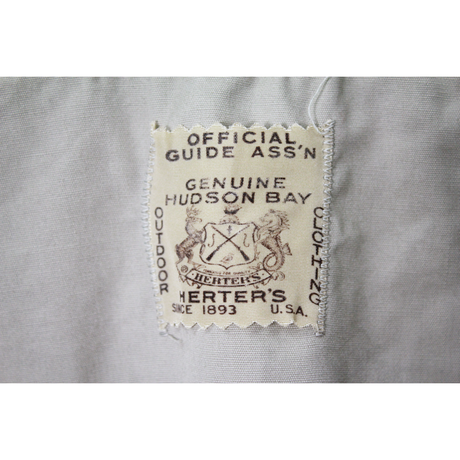 OFFICIAL
GUIDE ASS'N
GENUINE
HUDSON BAY
OUTDOOR
CLOTHING
HERTER'S
HERTER'S
SINCE 1893 U.S.A.